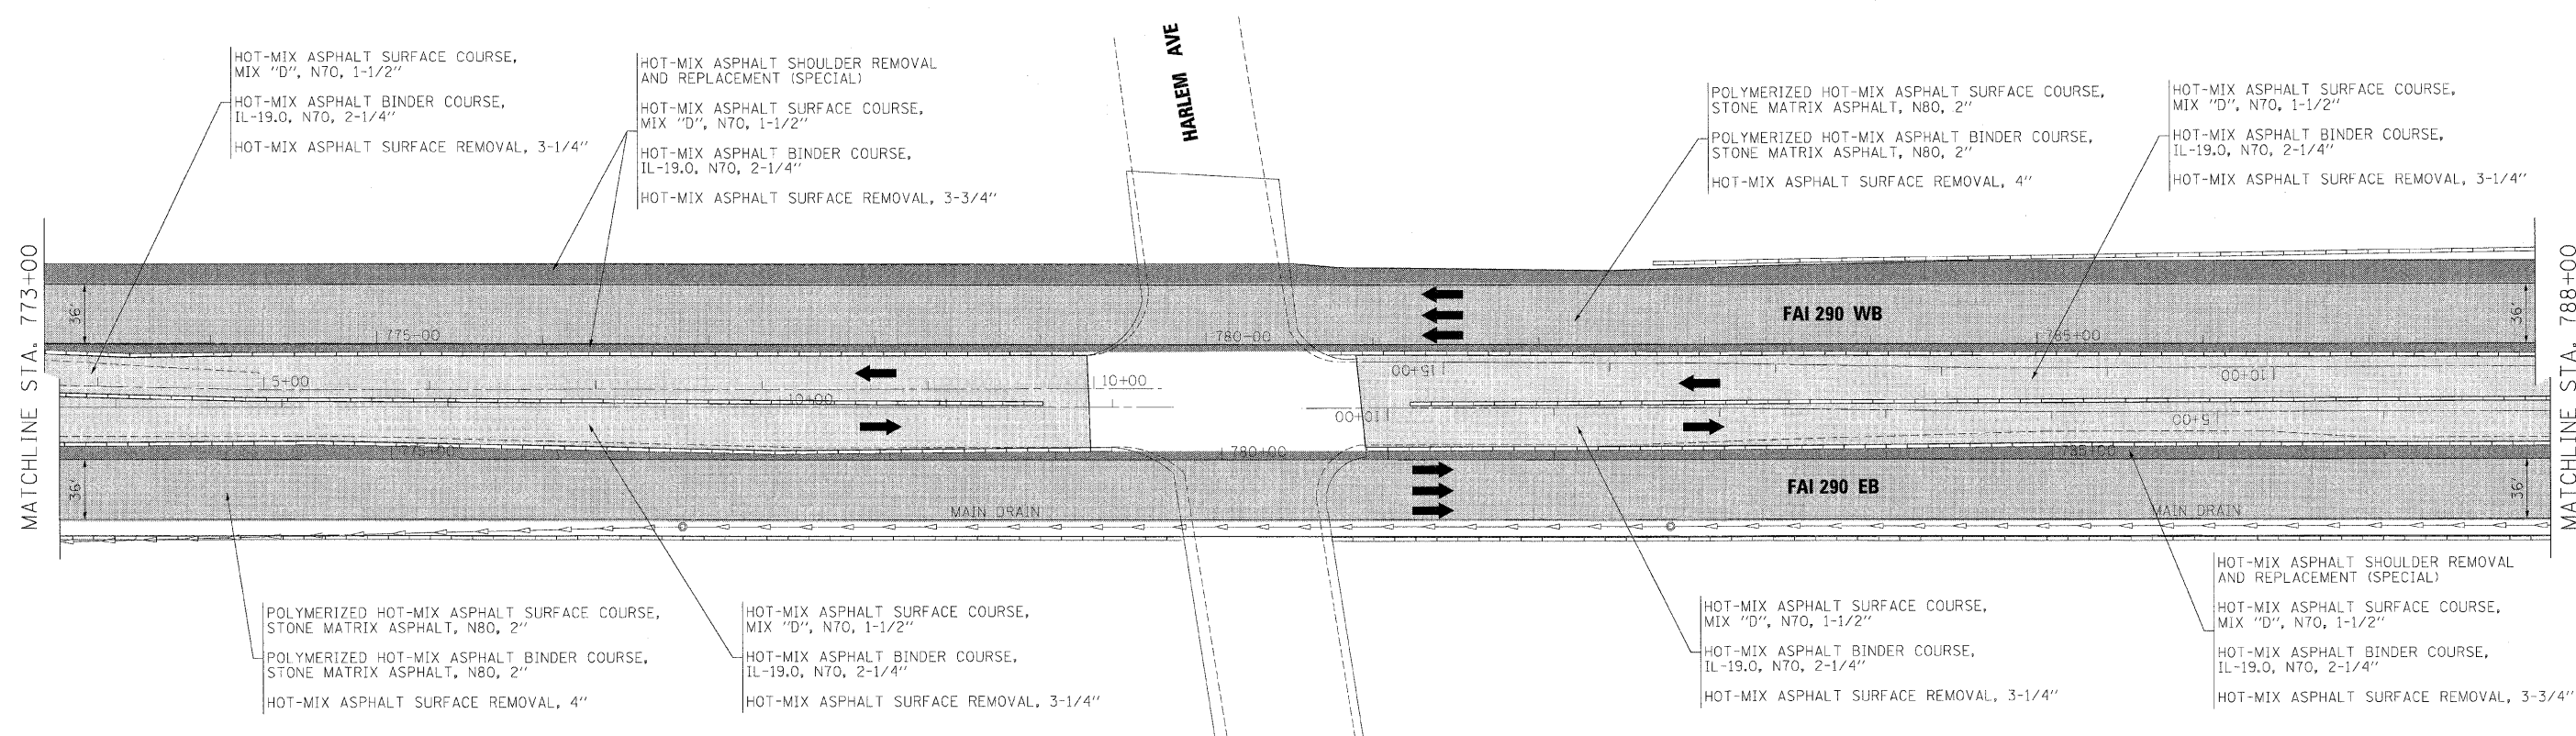 HOT-MIX ASPHALT SURFACE COURSE,
MIX "D", N70, 1-1/2"
HOT-MIX ASPHALT BINDER COURSE,
IL-19.0, N70, 2-1/4"
HOT-MIX ASPHALT SURFACE REMOVAL, 3-1/4"
HOT-MIX ASPHALT SHOULDER REMOVAL
AND REPLACEMENT (SPECIAL)
HOT-MIX ASPHALT SURFACE COURSE,
MIX "D", N70, 1-1/2"
HOT-MIX ASPHALT BINDER COURSE,
IL-19.0, N70, 2-1/4"
HOT-MIX ASPHALT SURFACE REMOVAL, 3-3/4"
HARLEM AVE
POLYMERIZED HOT-MIX ASPHALT SURFACE COURSE,
STONE MATRIX ASPHALT, N80, 2"
POLYMERIZED HOT-MIX ASPHALT BINDER COURSE,
STONE MATRIX ASPHALT, N80, 2"
HOT-MIX ASPHALT SURFACE REMOVAL, 4"
HOT-MIX ASPHALT SURFACE COURSE,
MIX "D", N70, 1-1/2"
HOT-MIX ASPHALT BINDER COURSE,
IL-19.0, N70, 2-1/4"
HOT-MIX ASPHALT SURFACE REMOVAL, 3-1/4"
MATCHLINE STA. 773+00
36'
775+00
780+00
FAI 290 WB
785+00
36'
MATCHLINE STA. 788+00
5+00
10+00
15+00
110+00
10+00
10+00
5+00
775+00
780+00
785+00
36'
FAI 290 EB
36'
MAIN DRAIN
MAIN DRAIN
POLYMERIZED HOT-MIX ASPHALT SURFACE COURSE,
STONE MATRIX ASPHALT, N80, 2"
POLYMERIZED HOT-MIX ASPHALT BINDER COURSE,
STONE MATRIX ASPHALT, N80, 2"
HOT-MIX ASPHALT SURFACE REMOVAL, 4"
HOT-MIX ASPHALT SURFACE COURSE,
MIX "D", N70, 1-1/2"
HOT-MIX ASPHALT BINDER COURSE,
IL-19.0, N70, 2-1/4"
HOT-MIX ASPHALT SURFACE REMOVAL, 3-1/4"
HOT-MIX ASPHALT SURFACE COURSE,
MIX "D", N70, 1-1/2"
HOT-MIX ASPHALT BINDER COURSE,
IL-19.0, N70, 2-1/4"
HOT-MIX ASPHALT SURFACE REMOVAL, 3-1/4"
HOT-MIX ASPHALT SHOULDER REMOVAL
AND REPLACEMENT (SPECIAL)
HOT-MIX ASPHALT SURFACE COURSE,
MIX "D", N70, 1-1/2"
HOT-MIX ASPHALT BINDER COURSE,
IL-19.0, N70, 2-1/4"
HOT-MIX ASPHALT SURFACE REMOVAL, 3-3/4"